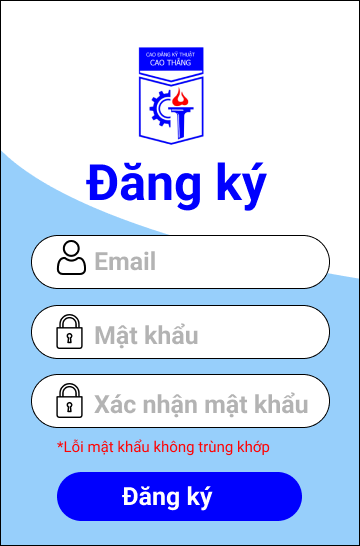 CAO ĐẲNG KỸ THUẬT
CAO THẮNG
Đăng ký
Email
Mật khẩu
Xác nhận mật khẩu
*Lỗi mật khẩu không trùng khớp
Đăng ký